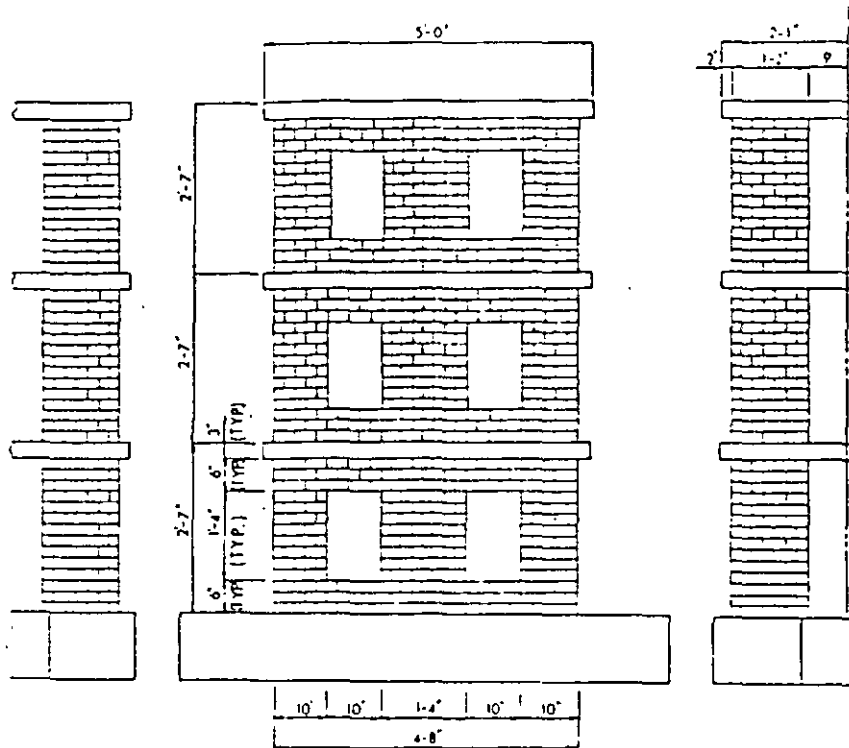 5'-0"
2-1"
2" 1-2" 9
2'-7"
2'-7"
3" (TYP)
6" (TYP)
2'-7"
1'-4" (TYP.)
6" (TYP)
10" 10" 1-4" 10" 10"
4-8"